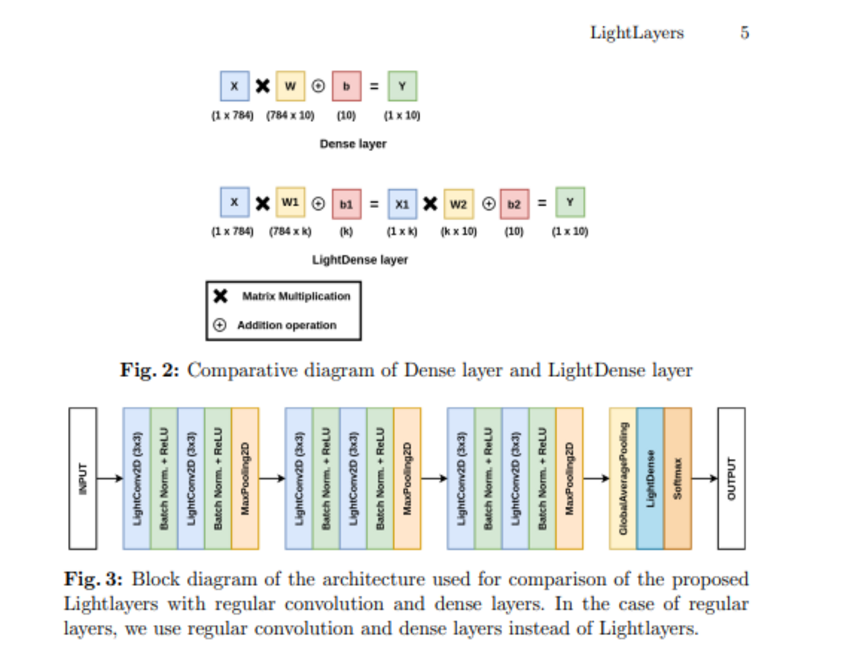 LightLayers 5
X ✖ W ⊕ b = Y
(1 x 784) (784 x 10) (10) (1 x 10)
Dense layer
X ✖ W1 ⊕ b1 = X1 ✖ W2 ⊕ b2 = Y
(1 x 784) (784 x k) (k) (1 x k) (k x 10) (10) (1 x 10)
LightDense layer
✖ Matrix Multiplication
⊕ Addition operation
Fig. 2: Comparative diagram of Dense layer and LightDense layer
INPUT
LightConv2D (3x3)
Batch Norm. + ReLU
LightConv2D (3x3)
Batch Norm. + ReLU
MaxPooling2D
LightConv2D (3x3)
Batch Norm. + ReLU
LightConv2D (3x3)
Batch Norm. + ReLU
MaxPooling2D
LightConv2D (3x3)
Batch Norm. + ReLU
LightConv2D (3x3)
Batch Norm. + ReLU
MaxPooling2D
GlobalAveragePooling
LightDense
Softmax
OUTPUT
Fig. 3: Block diagram of the architecture used for comparison of the proposed
Lightlayers with regular convolution and dense layers. In the case of regular
layers, we use regular convolution and dense layers instead of Lightlayers.